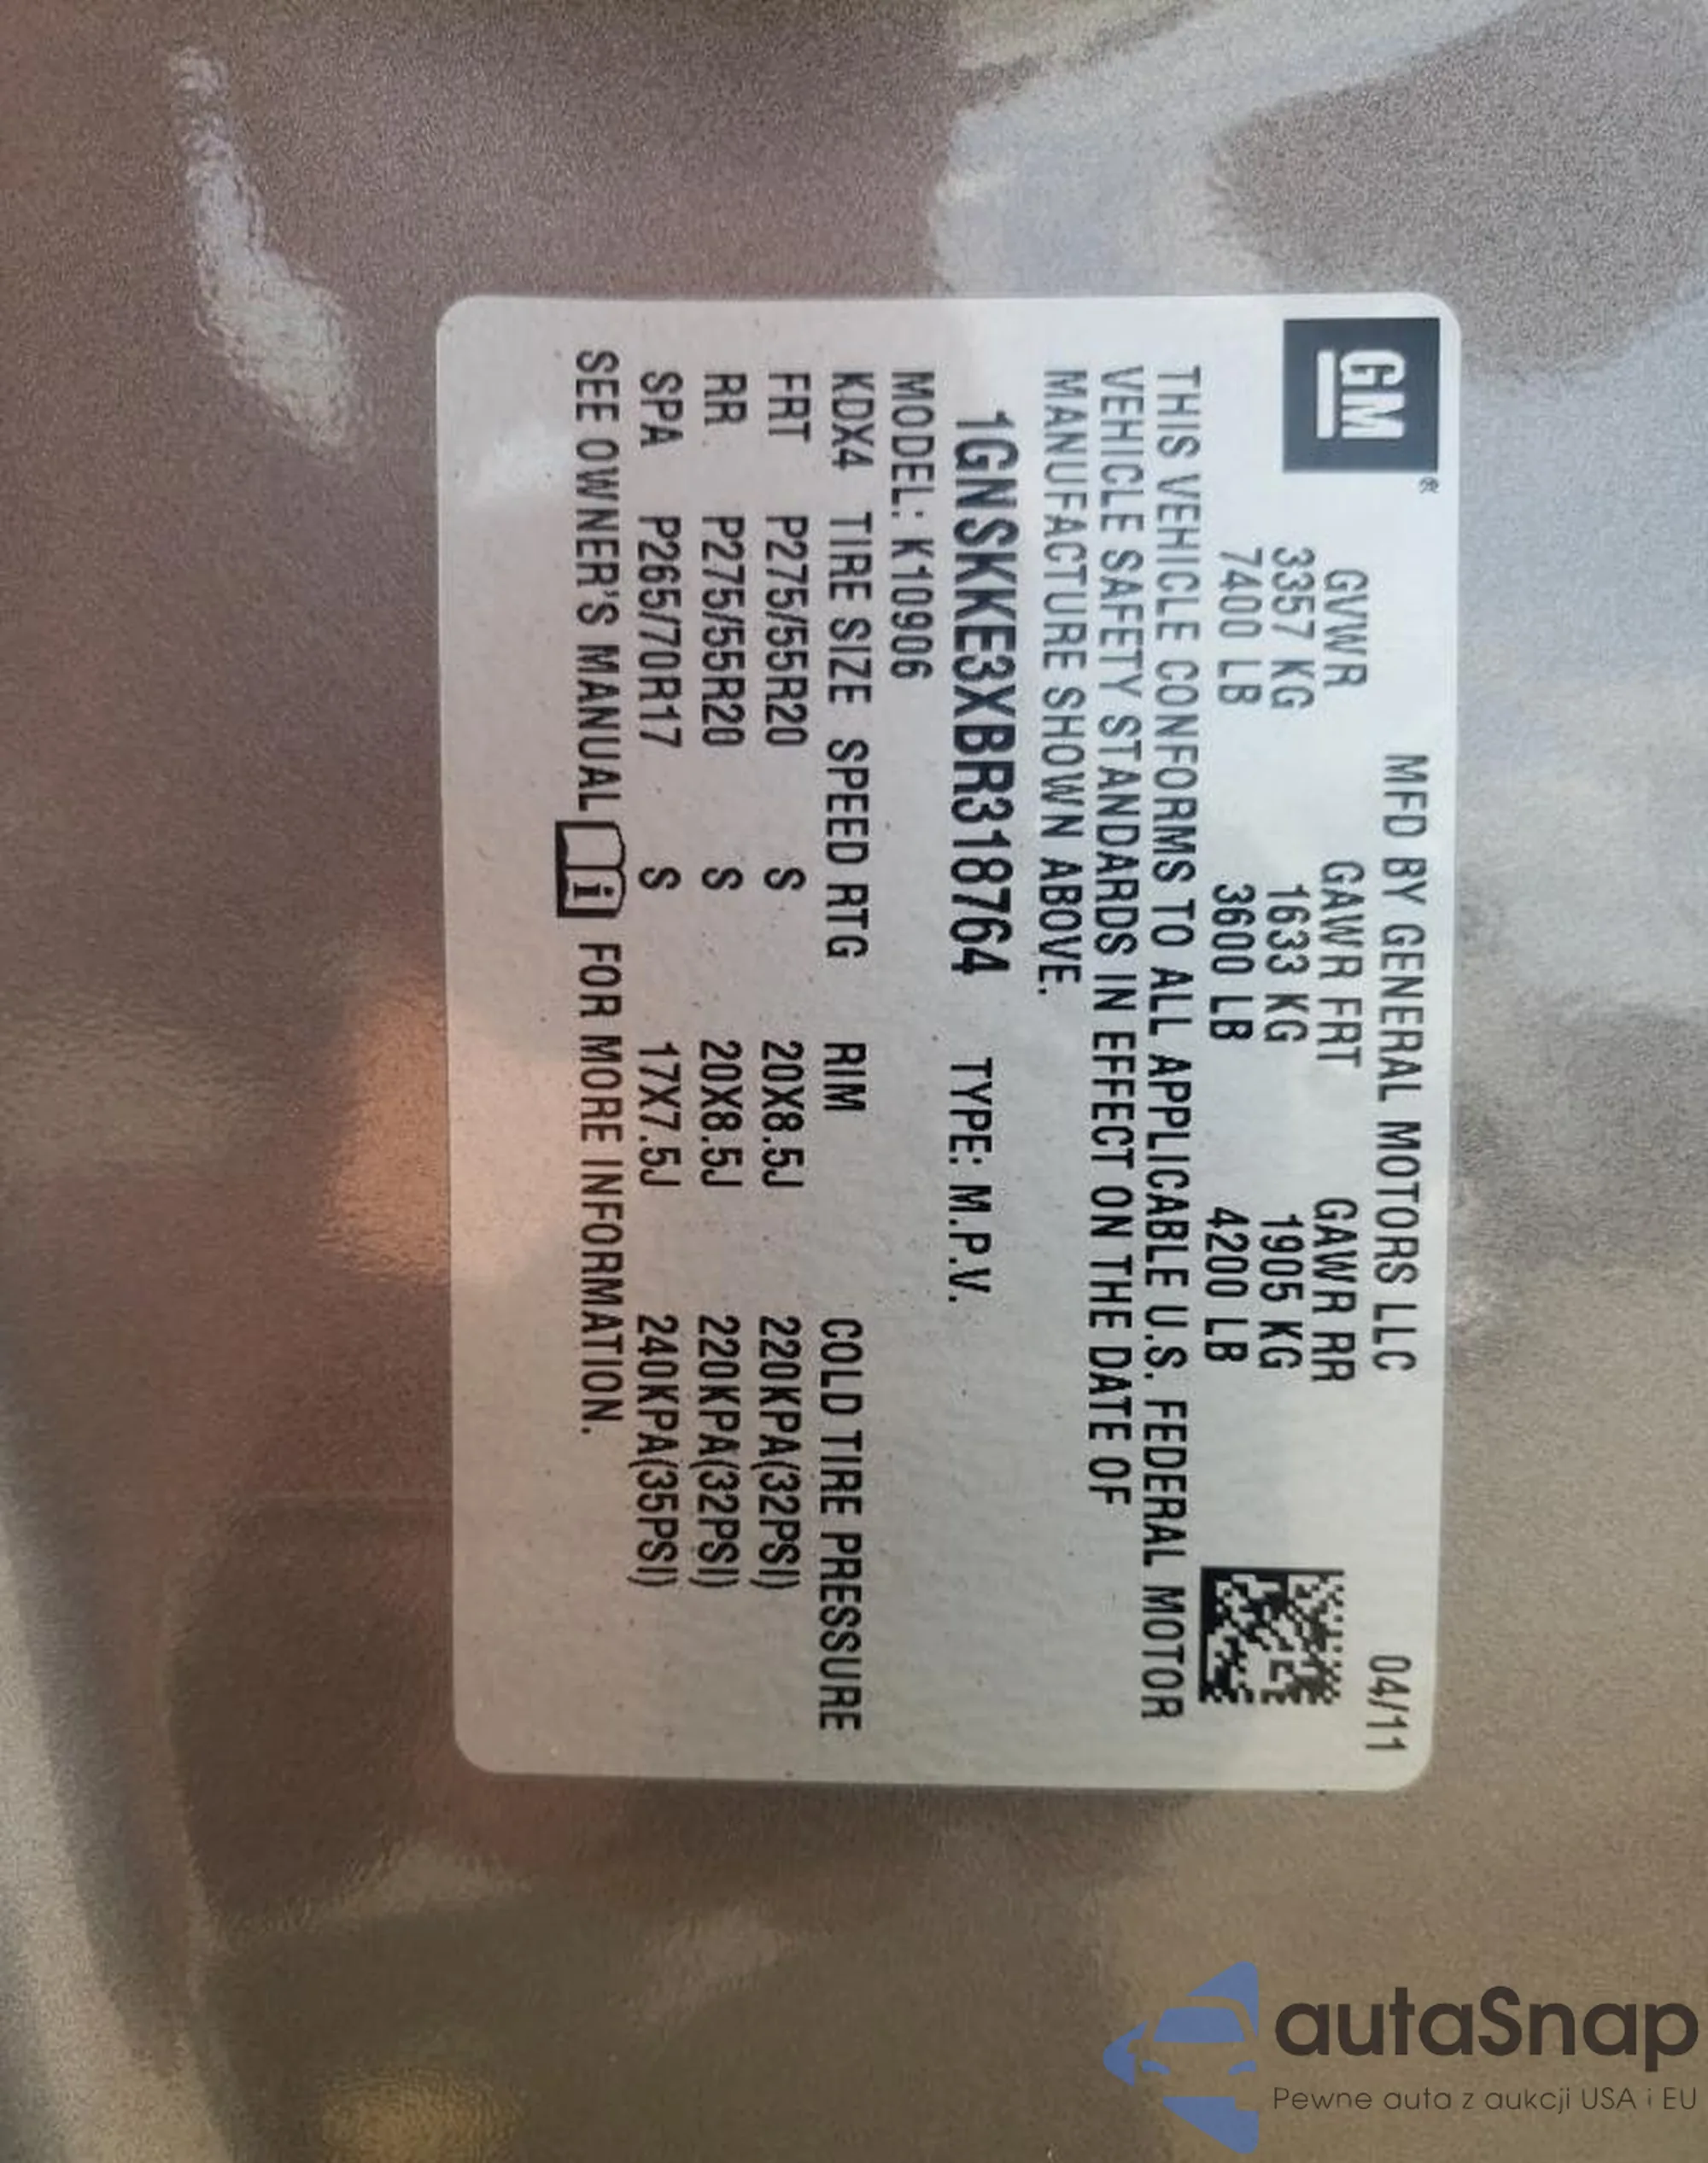 GM®
MFD BY GENERAL MOTORS LLC 04/11
GVWR GAWR FRT GAWR RR
3357 KG 1633 KG 1905 KG
7400 LB 3600 LB 4200 LB
THIS VEHICLE CONFORMS TO ALL APPLICABLE U.S. FEDERAL MOTOR
VEHICLE SAFETY STANDARDS IN EFFECT ON THE DATE OF
MANUFACTURE SHOWN ABOVE.
1GNSKKE3XBR318764 TYPE: M.P.V.
MODEL: K10906
KDX4 TIRE SIZE SPEED RTG RIM COLD TIRE PRESSURE
FRT P275/55R20 S 20X8.5J 220KPA(32PSI)
RR P275/55R20 S 20X8.5J 220KPA(32PSI)
SPA P265/70R17 S 17X7.5J 240KPA(35PSI)
SEE OWNER'S MANUAL i FOR MORE INFORMATION.
autaSnap
Pewne auta z aukcji USA i EU